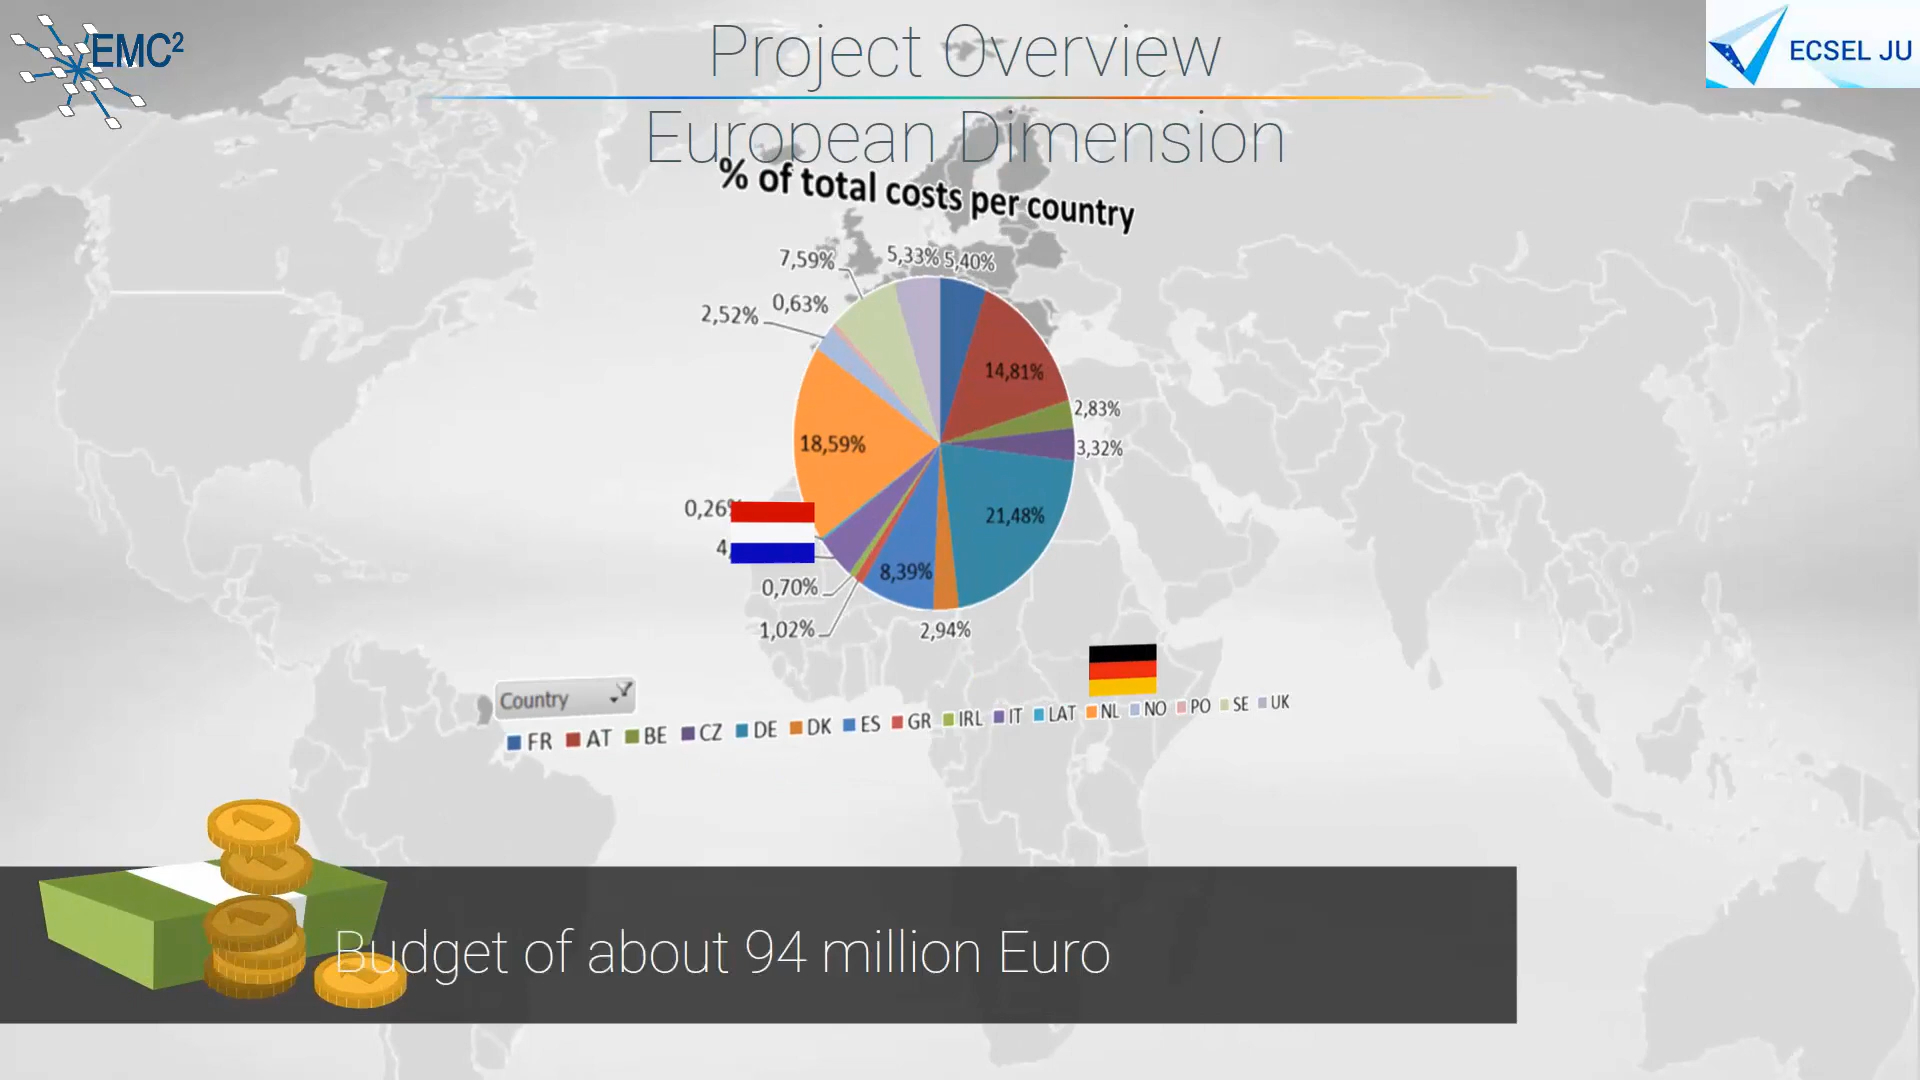 EMC²
Project Overview
ECSEL JU
European Dimension
% of total costs per country
7,59%
5,33%
5,40%
2,52%
0,63%
14,81%
2,83%
18,59%
3,32%
0,26
21,48%
4,
8,39%
0,70%
1,02%
2,94%
Country
FR AT BE CZ DE DK ES GR IRL IT LAT NL NO PO SE UK
Budget of about 94 million Euro